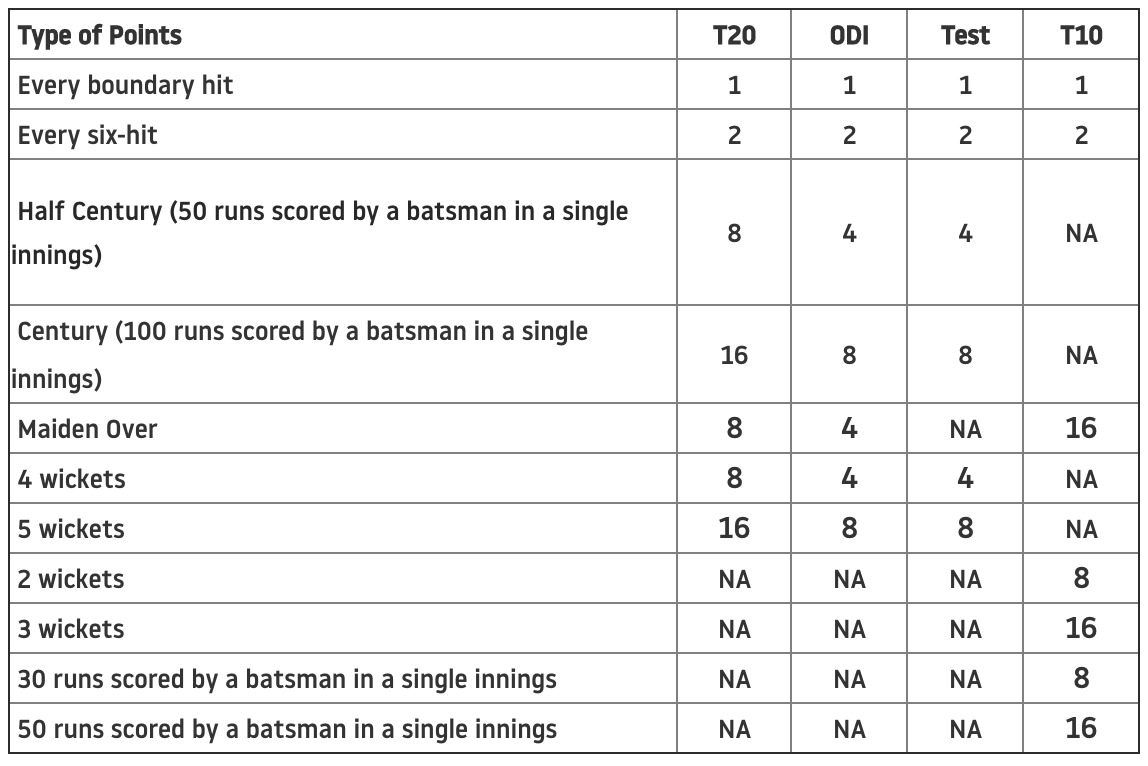 Type of Points T20 ODI Test T10
Every boundary hit 1 1 1 1
Every six-hit 2 2 2 2
Half Century (50 runs scored by a batsman in a single
innings) 8 4 4 NA
Century (100 runs scored by a batsman in a single
innings) 16 8 8 NA
Maiden Over 8 4 NA 16
4 wickets 8 4 4 NA
5 wickets 16 8 8 NA
2 wickets NA NA NA 8
3 wickets NA NA NA 16
30 runs scored by a batsman in a single innings NA NA NA 8
50 runs scored by a batsman in a single innings NA NA NA 16